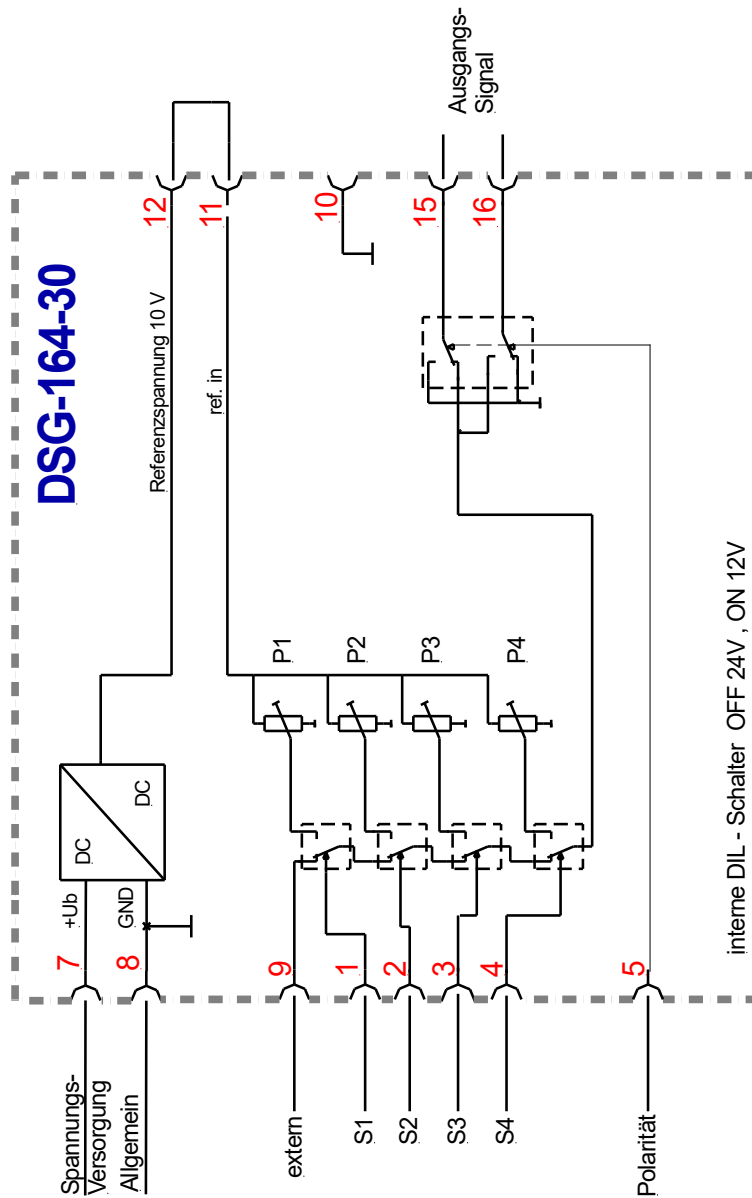 DSG-164-30
Spannungs-
Versorgung
Allgemein
7
+Ub
8
GND
DC
DC
Referenzspannung 10 V
12
ref. in
11
10
extern
9
S1
1
S2
2
S3
3
S4
4
P1
P2
P3
P4
15
16
Ausgangs-
Signal
Polarität
5
interne DIL - Schalter OFF 24V , ON 12V